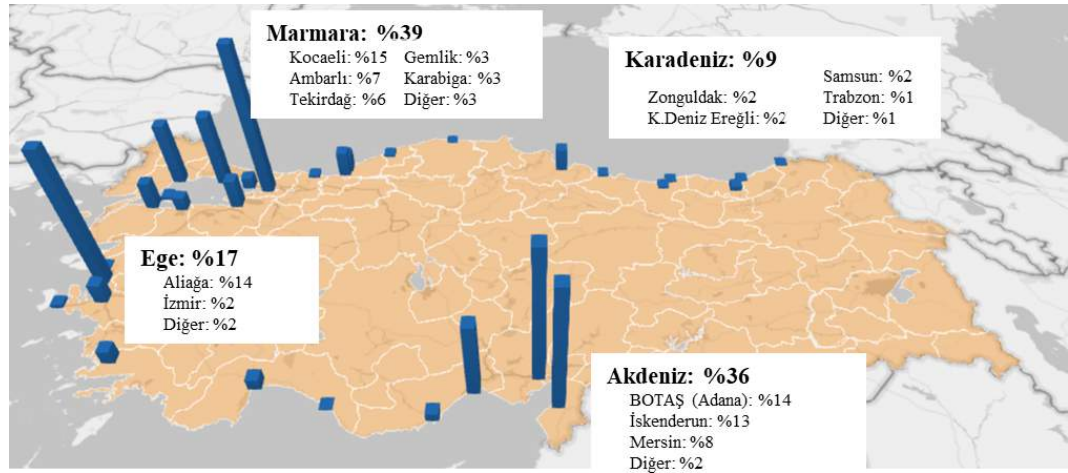 Marmara: %39
Kocaeli: %15 Gemlik: %3
Ambarlı: %7 Karabiga: %3
Tekirdağ: %6 Diğer: %3
Karadeniz: %9
Samsun: %2
Zonguldak: %2 Trabzon: %1
K.Deniz Ereğli: %2 Diğer: %1
Ege: %17
Aliağa: %14
İzmir: %2
Diğer: %2
Akdeniz: %36
BOTAŞ (Adana): %14
İskenderun: %13
Mersin: %8
Diğer: %2